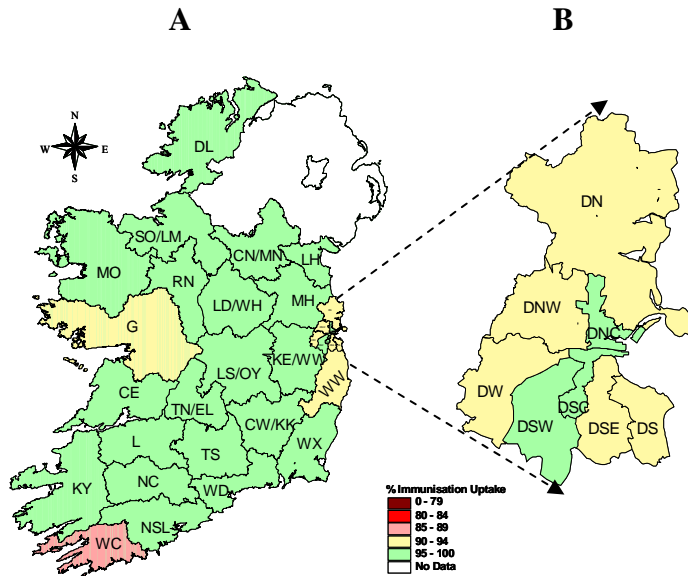 A
B
N
W E
S
DL
SO/LM
CN/MN
LH
MO
RN
LD/WH
MH
G
KE/WW
LS/OY
WW
CE
TN/EL
CW/KK
L
TS
WX
KY
NC
WD
NSL
WC
DN
DNW
DNC
DW
DSC
DSW
DSE
DS
% Immunisation Uptake
0 - 79
80 - 84
85 - 89
90 - 94
95 - 100
No Data